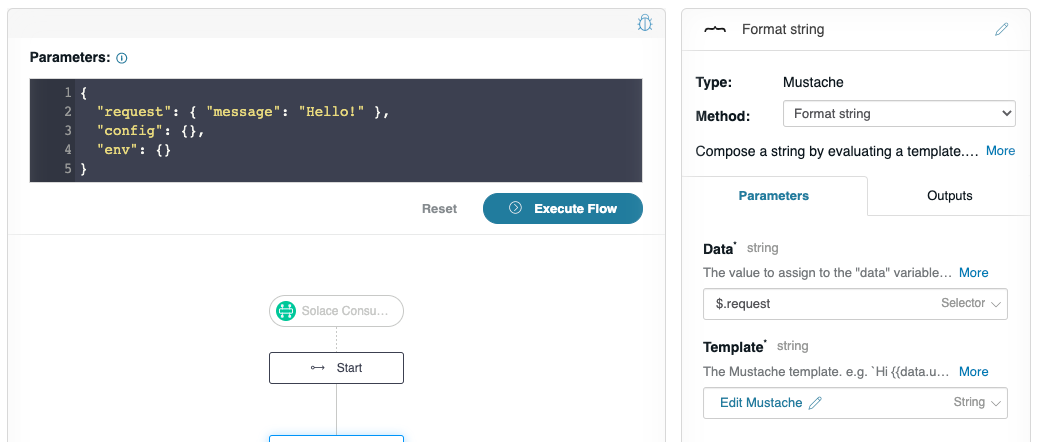 Parameters:
1 {
2 "request": { "message": "Hello!" },
3 "config": {},
4 "env": {}
5 }
Reset
Execute Flow
Solace Consu...
Start
Format string
Type: Mustache
Method: Format string
Compose a string by evaluating a template.... More
Parameters Outputs
Data* string
The value to assign to the "data" variable... More
$.request Selector
Template* string
The Mustache template. e.g. `Hi {{data.u... More
Edit Mustache String